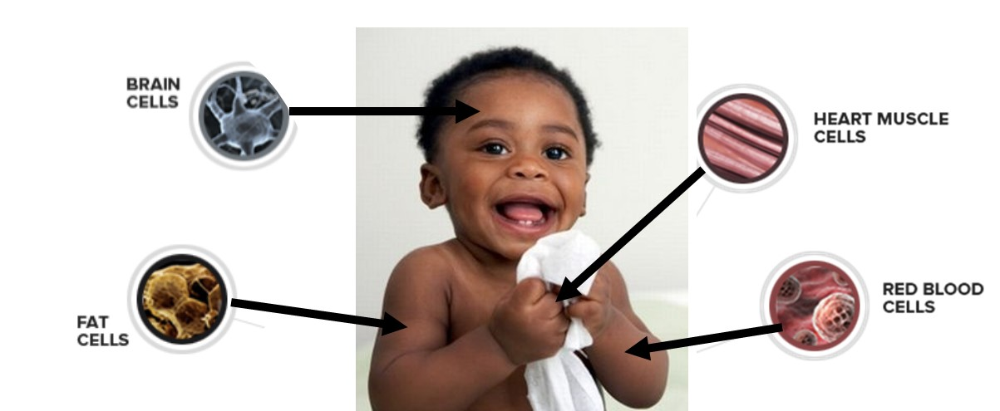 BRAIN
CELLS
HEART MUSCLE
CELLS
FAT
CELLS
RED BLOOD
CELLS